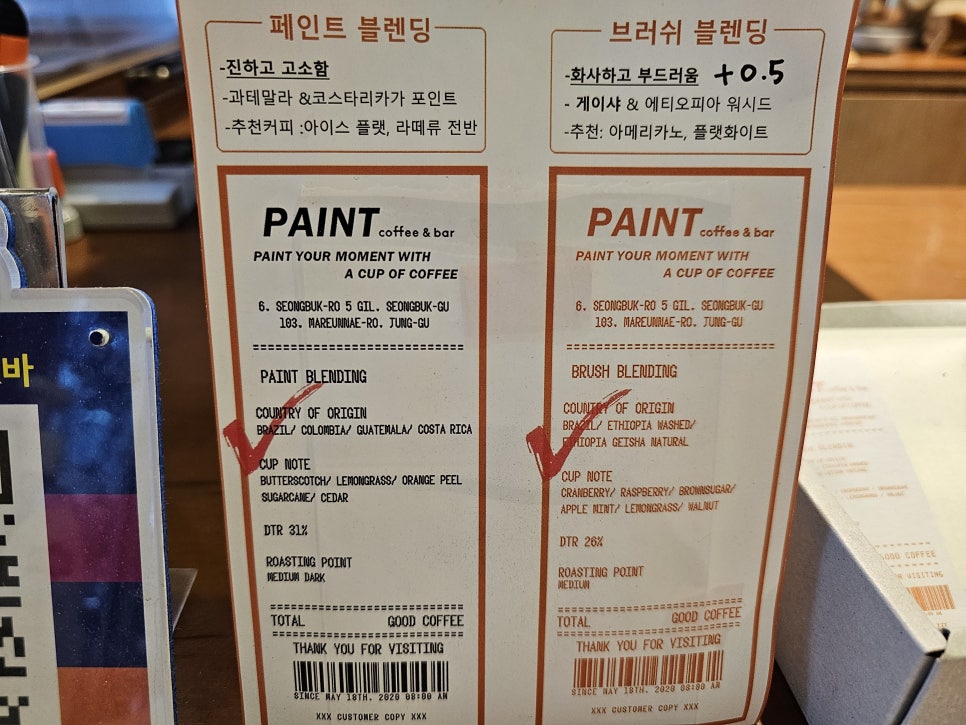 페인트 블렌딩
-진하고 고소함
-과테말라 &코스타리카가 포인트
-추천커피 :아이스 플랫, 라떼류 전반
PAINT coffee & bar
PAINT YOUR MOMENT WITH
A CUP OF COFFEE
6. SEONGBUK-RO 5 GIL. SEONGBUK-GU
103. MAREUNNAE-RO. JUNG-GU
PAINT BLENDING
COUNTRY OF ORIGIN
BRAZIL/ COLOMBIA/ GUATEMALA/ COSTA RICA
CUP NOTE
BUTTERSCOTCH/ LEMONGRASS/ ORANGE PEEL
SUGARCANE/ CEDAR
DTR 31%
ROASTING POINT
MEDIUM DARK
TOTAL GOOD COFFEE
THANK YOU FOR VISITING
SINCE MAY 18TH. 2020 08:00 AM
XXX CUSTOMER COPY XXX
브러쉬 블렌딩
-화사하고 부드러움 +0.5
- 게이샤 & 에티오피아 워시드
-추천: 아메리카노, 플랫화이트
PAINT coffee & bar
PAINT YOUR MOMENT WITH
A CUP OF COFFEE
6. SEONGBUK-RO 5 GIL. SEONGBUK-GU
103. MAREUNNAE-RO. JUNG-GU
BRUSH BLENDING
COUNTRY OF ORIGIN
BRAZIL/ ETHIOPIA WASHED/
ETHIOPIA GEISHA NATURAL
CUP NOTE
CRANBERRY/ RASPBERRY/ BROWNSUGAR/
APPLE MINT/ LEMONGRASS/ WALNUT
DTR 26%
ROASTING POINT
MEDIUM
TOTAL GOOD COFFEE
THANK YOU FOR VISITING
SINCE MAY 18TH. 2020 08:00 AM
XXX CUSTOMER COPY XXX
바
GOOD COFFEE
VISITING